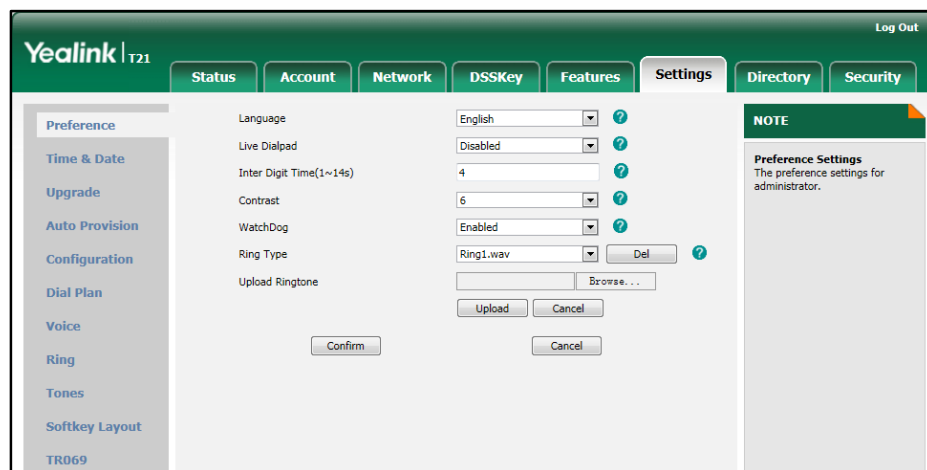 Log Out
Yealink | T21
Status Account Network DSSKey Features Settings Directory Security
Preference
Time & Date
Upgrade
Auto Provision
Configuration
Dial Plan
Voice
Ring
Tones
Softkey Layout
TR069
Language English ?
Live Dialpad Disabled ?
Inter Digit Time(1~14s) 4 ?
Contrast 6 ?
WatchDog Enabled ?
Ring Type Ring1.wav Del ?
Upload Ringtone Browse...
Upload Cancel
Confirm Cancel
NOTE
Preference Settings
The preference settings for
administrator.